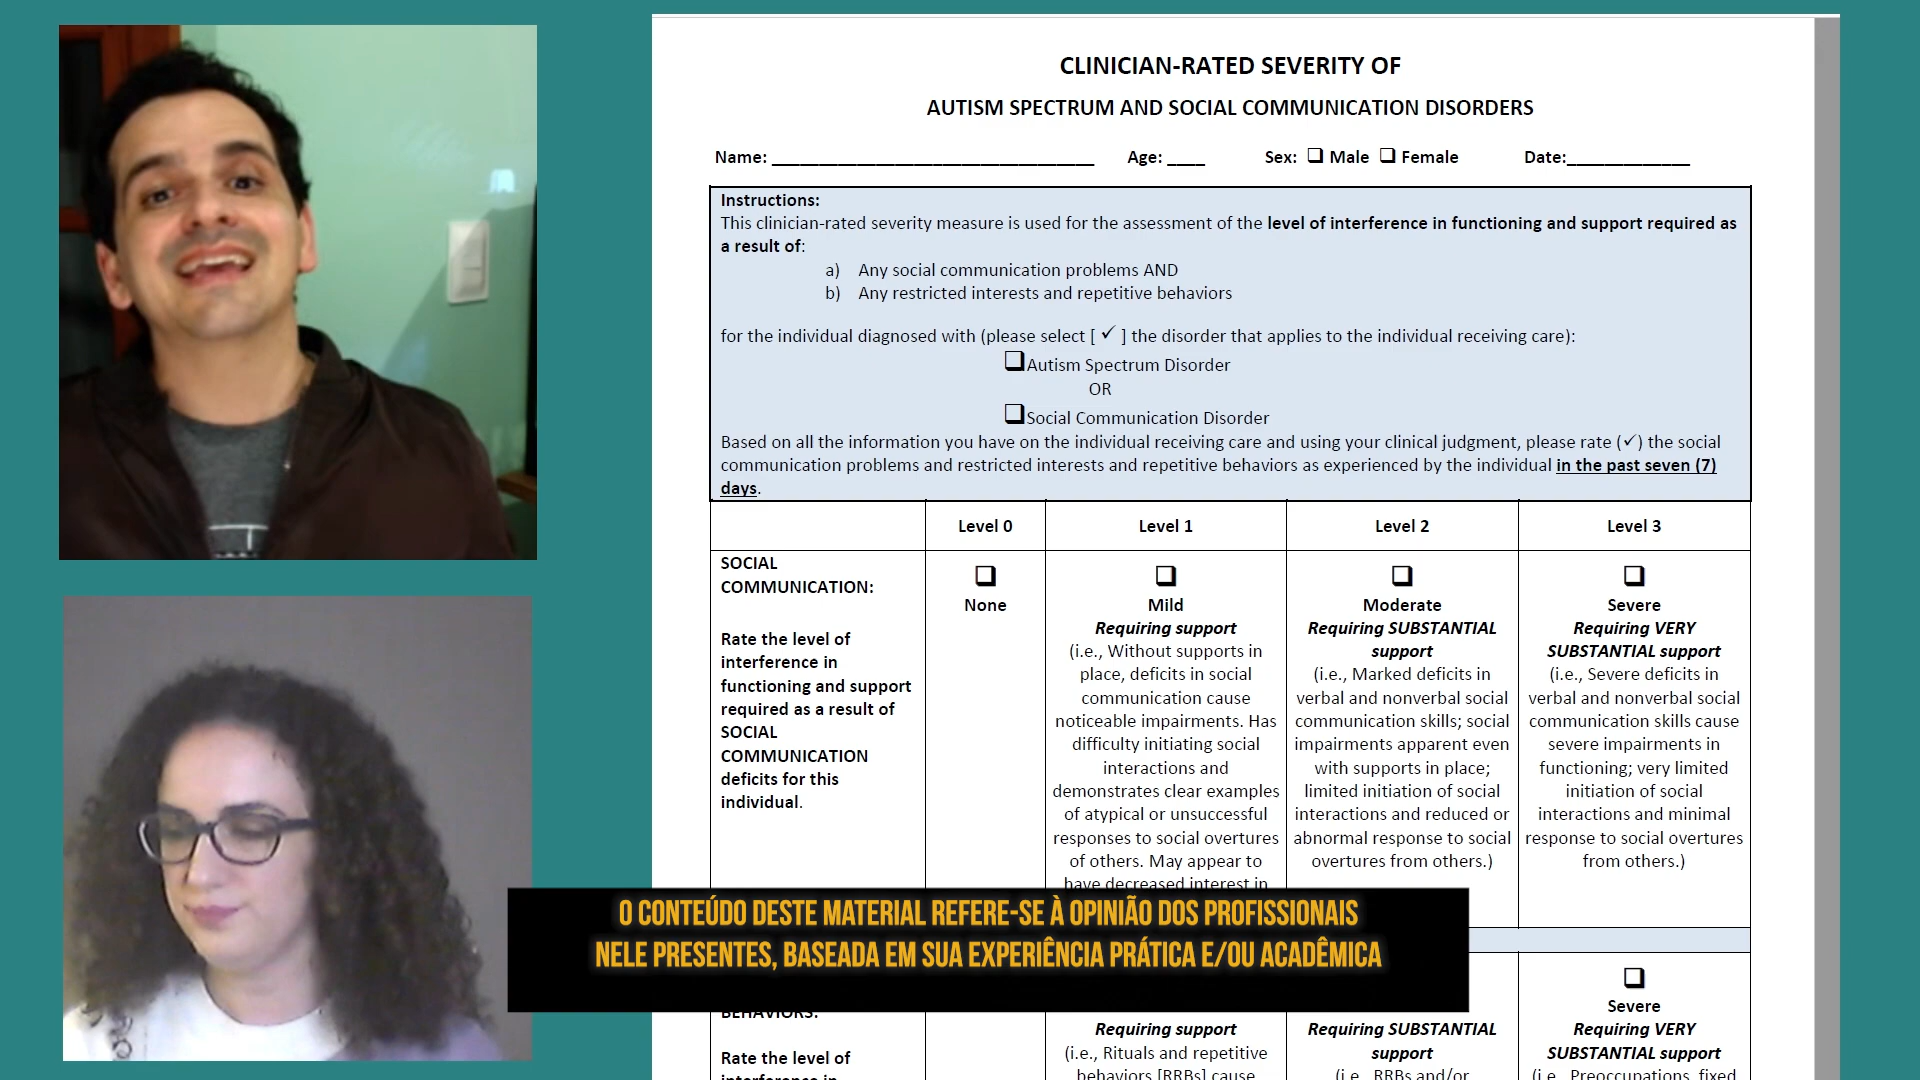 CLINICIAN-RATED SEVERITY OF
AUTISM SPECTRUM AND SOCIAL COMMUNICATION DISORDERS
Name: __________________________________ Age: ____ Sex: ❑ Male ❑ Female Date:_____________
Instructions:
This clinician-rated severity measure is used for the assessment of the level of interference in functioning and support required as
a result of:
a) Any social communication problems AND
b) Any restricted interests and repetitive behaviors
for the individual diagnosed with (please select [ ✓ ] the disorder that applies to the individual receiving care):
❑Autism Spectrum Disorder
OR
❑Social Communication Disorder
Based on all the information you have on the individual receiving care and using your clinical judgment, please rate (✓) the social
communication problems and restricted interests and repetitive behaviors as experienced by the individual in the past seven (7)
days.
Level 0 Level 1 Level 2 Level 3
SOCIAL
COMMUNICATION:
Rate the level of
interference in
functioning and support
required as a result of
SOCIAL
COMMUNICATION
deficits for this
individual.
❑
None
❑
Mild
Requiring support
(i.e., Without supports in
place, deficits in social
communication cause
noticeable impairments. Has
difficulty initiating social
interactions and
demonstrates clear examples
of atypical or unsuccessful
responses to social overtures
of others. May appear to
have decreased interest in
❑
Moderate
Requiring SUBSTANTIAL
support
(i.e., Marked deficits in
verbal and nonverbal social
communication skills; social
impairments apparent even
with supports in place;
limited initiation of social
interactions and reduced or
abnormal response to social
overtures from others.)
❑
Severe
Requiring VERY
SUBSTANTIAL support
(i.e., Severe deficits in
verbal and nonverbal social
communication skills cause
severe impairments in
functioning; very limited
initiation of social
interactions and minimal
response to social overtures
from others.)
O CONTEÚDO DESTE MATERIAL REFERE-SE À OPINIÃO DOS PROFISSIONAIS
NELE PRESENTES, BASEADA EM SUA EXPERIÊNCIA PRÁTICA E/OU ACADÊMICA
BEHAVIORS:
Rate the level of
interference in
Requiring support
(i.e., Rituals and repetitive
behaviors [RRBs] cause
Requiring SUBSTANTIAL
support
(i.e., RRBs and/or
❑
Severe
Requiring VERY
SUBSTANTIAL support
(i.e., Preoccupations, fixed